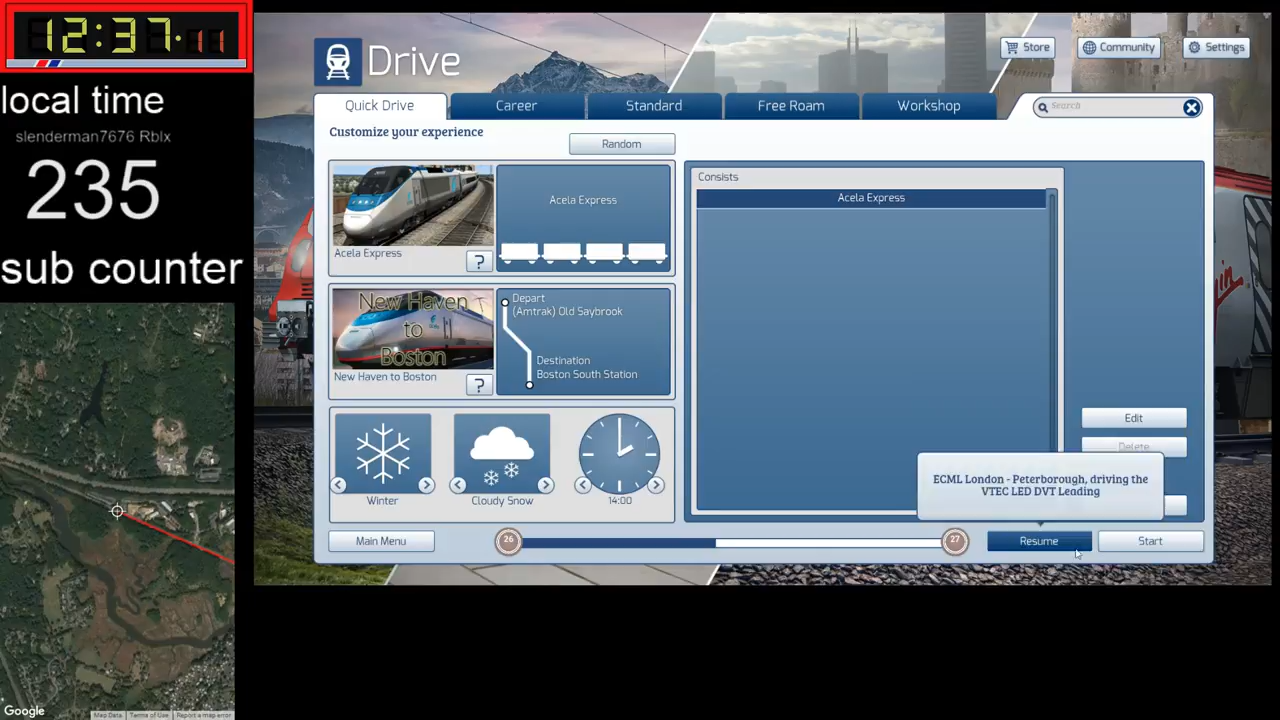 12:37:11
local time
slenderman7676 Rblx
235
sub counter
Google
Map Data
Terms of Use
Report a map error
Drive
Store
Community
Settings
Quick Drive
Career
Standard
Free Roam
Workshop
Search
Customize your experience
Random
Acela Express
?
Acela Express
New Haven
to
Boston
New Haven to Boston
?
Depart
(Amtrak) Old Saybrook
Destination
Boston South Station
Winter
Cloudy Snow
14:00
Consists
Acela Express
Edit
Delete
ECML London - Peterborough, driving the
VTEC LED DVT Leading
Main Menu
26
27
Resume
Start